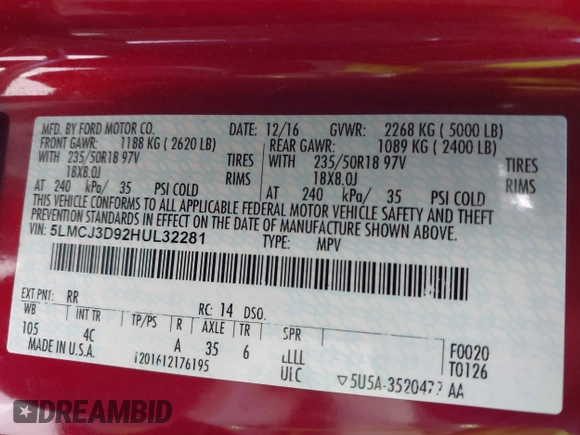 MFD. BY FORD MOTOR CO. DATE: 12/16 GVWR: 2268 KG ( 5000 LB)
FRONT GAWR: 1188 KG ( 2620 LB) REAR GAWR: 1089 KG ( 2400 LB)
WITH 235/50R18 97V TIRES WITH 235/50R18 97V TIRES
18X8.0J RIMS 18X8.0J RIMS
AT 240 kPa/ 35 PSI COLD AT 240 kPa/ 35 PSI COLD
THIS VEHICLE CONFORMS TO ALL APPLICABLE FEDERAL MOTOR VEHICLE SAFETY AND THEFT
PREVENTION STANDARDS IN EFFECT ON THE DATE OF MANUFACTURE SHOWN ABOVE.
VIN: 5LMCJ3D92HUL32281 TYPE: MPV
EXT PNT: RR RC: 14 DSO:
WB INT TR TP/PS R AXLE TR SPR F0020
105 4C A 35 6 T0126
MADE IN U.S.A. ULC
▽5U5A-3520472 AA
DREAMBID